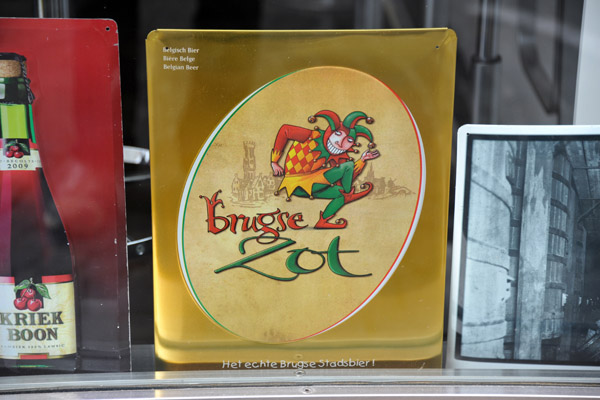 2009
KRIEK
BOON
Belgisch Bier
Bière Belge
Belgian Beer
Brugse
Zot
Het echte Brugse Stadsbier!